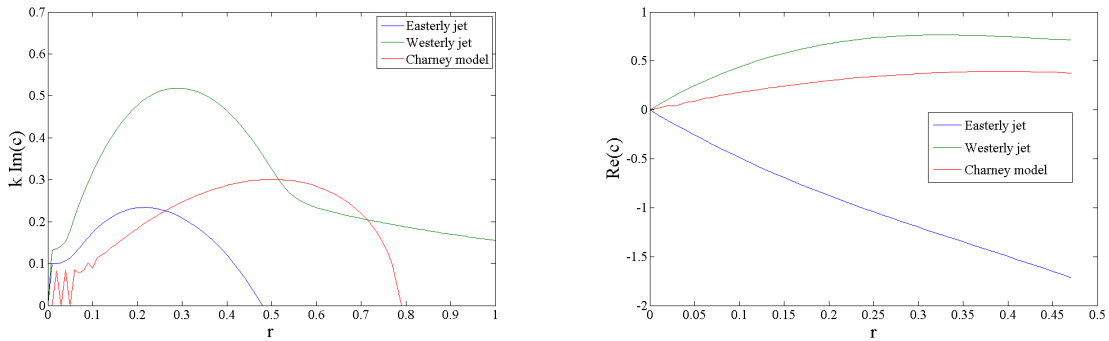 0.7
0.6
0.5
0.4
0.3
0.2
0.1
0
0 0.1 0.2 0.3 0.4 0.5 0.6 0.7 0.8 0.9 1
k Im(c)
r
Easterly jet
Westerly jet
Charney model
1
0.5
0
-0.5
-1
-1.5
-2
0 0.05 0.1 0.15 0.2 0.25 0.3 0.35 0.4 0.45 0.5
Re(c)
r
Easterly jet
Westerly jet
Charney model